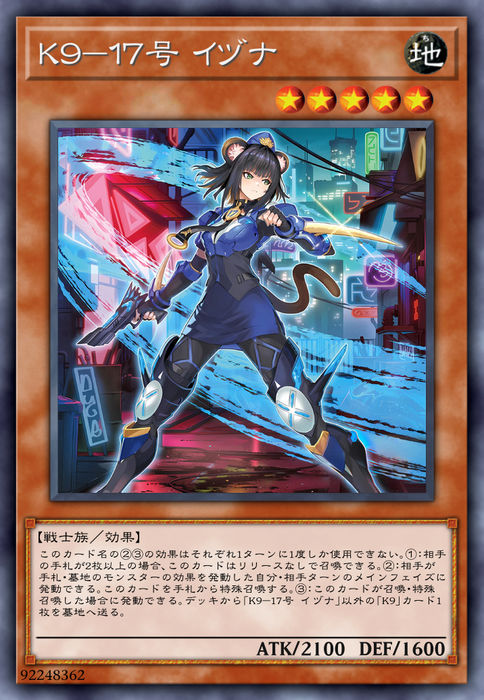 K9－17号 イヅナ
ち
地
【戦士族／効果】
このカード名の②③の効果はそれぞれ1ターンに1度しか使用できない。①：相手
の手札が2枚以上の場合、このカードはリリースなしで召喚できる。②：相手が
手札・墓地のモンスターの効果を発動した自分・相手ターンのメインフェイズに
発動できる。このカードを手札から特殊召喚する。③：このカードが召喚・特殊
召喚した場合に発動できる。デッキから「K9－17号 イヅナ」以外の「K9」カード1
枚を墓地へ送る。
ATK/2100 DEF/1600
92248362